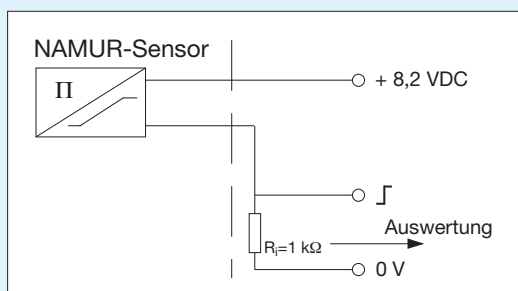 NAMUR-Sensor
Π
+ 8,2 VDC
Auswertung
Ri=1 kΩ
0 V